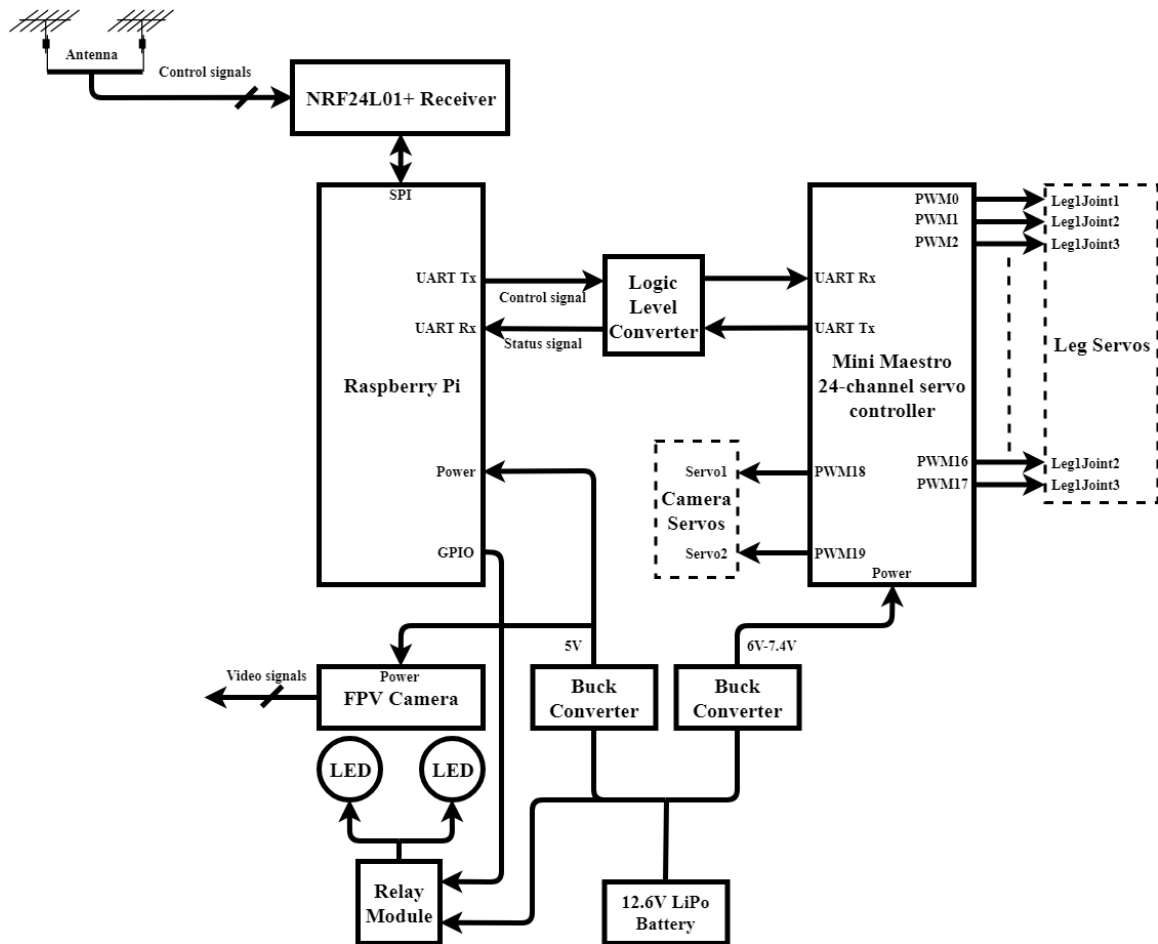 Antenna
Control signals
NRF24L01+ Receiver
SPI
UART Tx
UART Rx
Raspberry Pi
Power
GPIO
Control signal
Status signal
Logic
Level
Converter
PWM0
PWM1
PWM2
UART Rx
UART Tx
Mini Maestro
24-channel servo
controller
PWM16
PWM17
PWM18
PWM19
Power
Leg1Joint1
Leg1Joint2
Leg1Joint3
Leg Servos
Leg1Joint2
Leg1Joint3
Servo1
Camera
Servos
Servo2
5V
6V-7.4V
Video signals
Power
FPV Camera
Buck
Converter
Buck
Converter
LED
LED
Relay
Module
12.6V LiPo
Battery